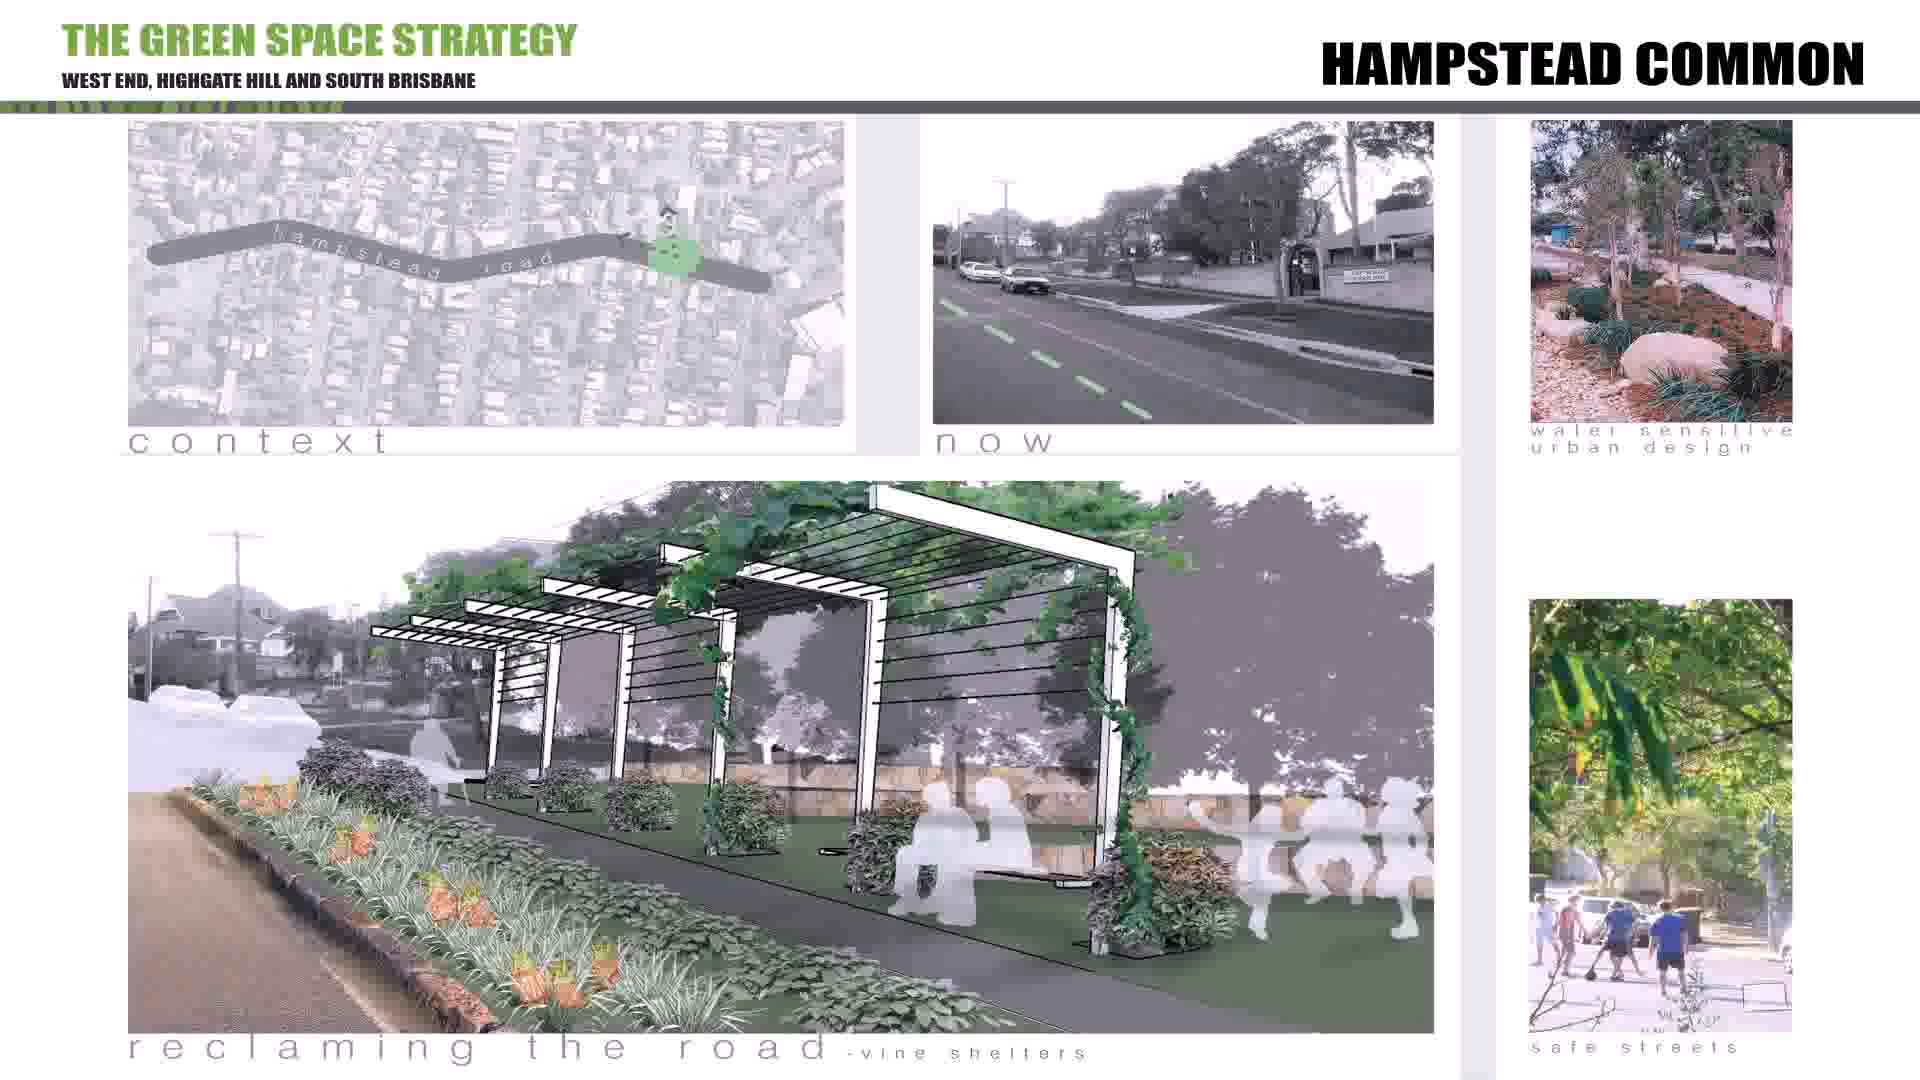 THE GREEN SPACE STRATEGY
WEST END, HIGHGATE HILL AND SOUTH BRISBANE
HAMPSTEAD COMMON
hampstead road
context
now
water sensitive
urban design
reclaming the road - vine shelters
safe streets